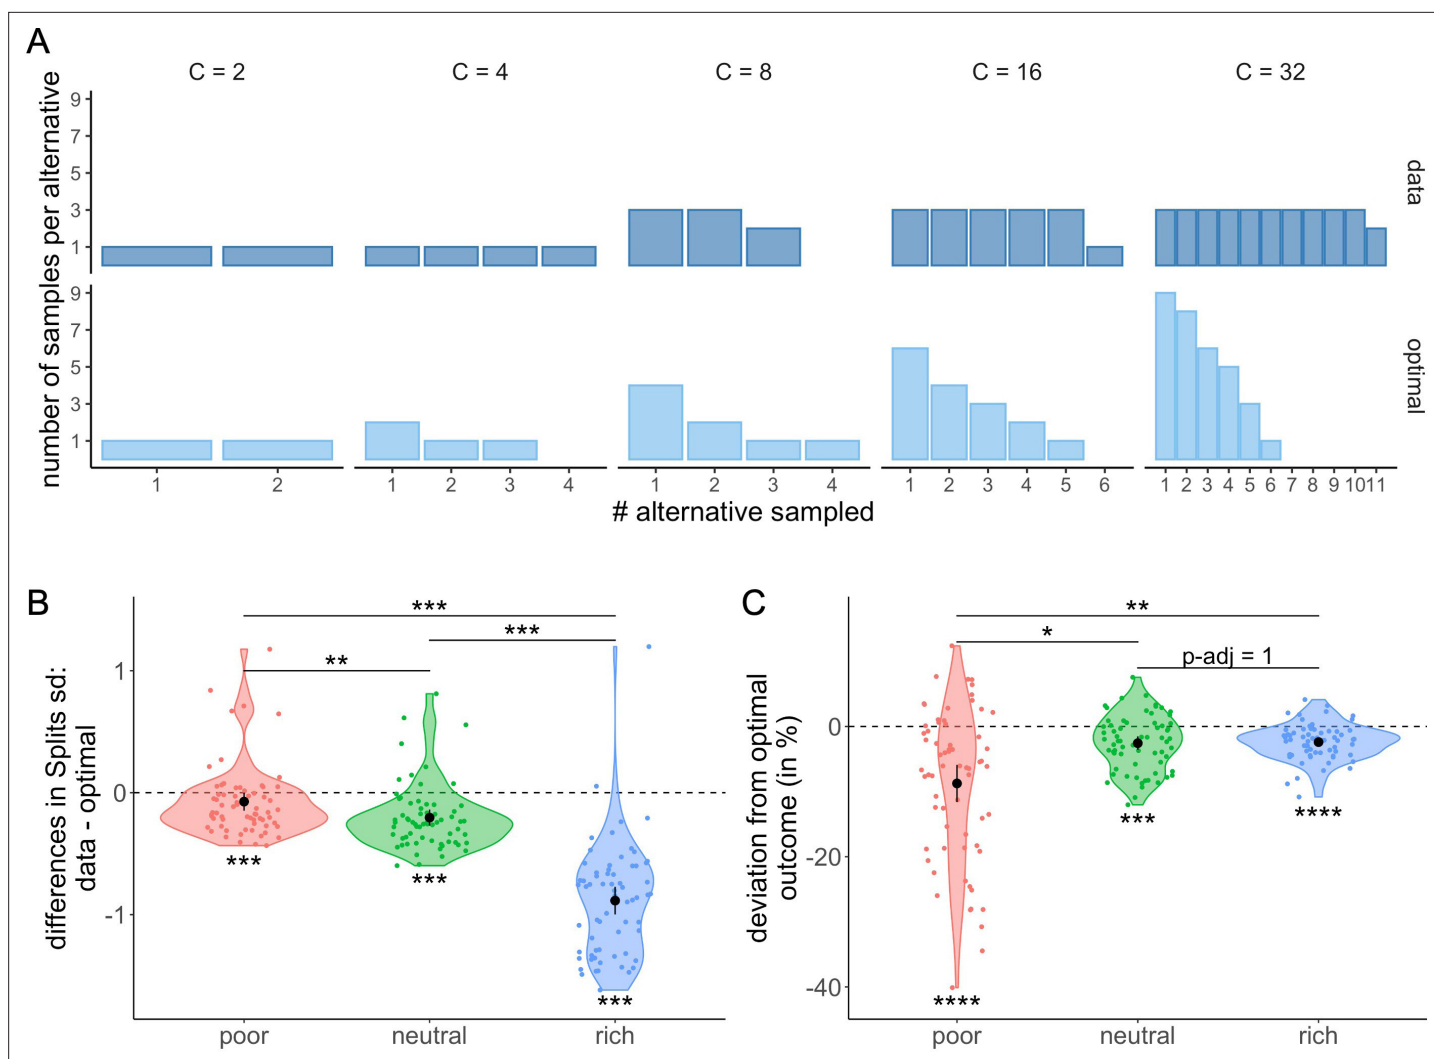 A
C = 2 C = 4 C = 8 C = 16 C = 32
number of samples per alternative
9
7
5
3
1
data
9
7
5
3
1
optimal
1 2 1 2 3 4 1 2 3 4 1 2 3 4 5 6 1 2 3 4 5 6 7 8 9 10 11
# alternative sampled
B
differences in Splits sd:
data - optimal
1
0
-1
***
***
**
***
***
***
poor neutral rich
C
deviation from optimal
outcome (in %)
0
-20
-40
**
*
p-adj = 1
***
****
****
poor neutral rich